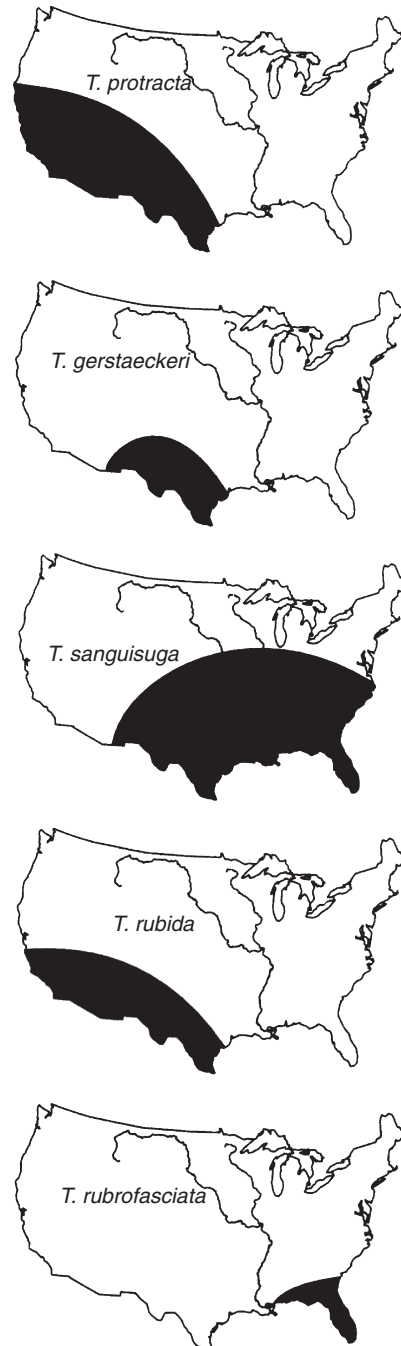 T. protracta
T. gerstaeckeri
T. sanguisuga
T. rubida
T. rubrofasciata